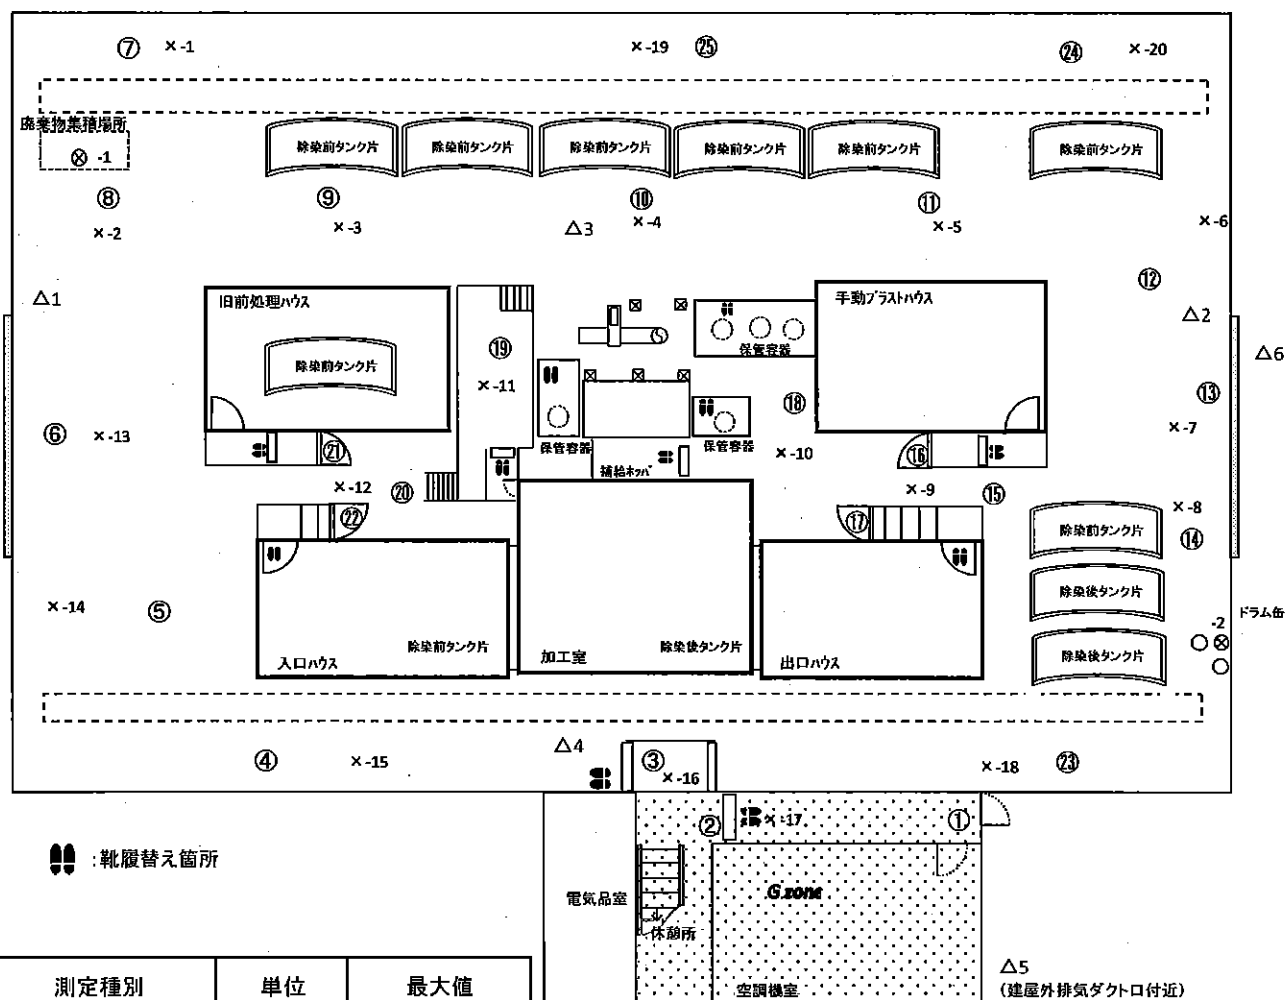 ⑦ ×-1 ×-19 ㉕ ㉔ ×-20
廃棄物集積場所
⊗ -1
除染前タンク片 除染前タンク片 除染前タンク片 除染前タンク片 除染前タンク片 除染前タンク片
⑧ ⑨ ⑩ ⑪
×-2 ×-3 △3 ×-4 ×-5 ×-6
⑫
△1 旧前処理ハウス 手動ブラストハウス
△2
⑲ 保管容器 △6
除染前タンク片
×-11 ⑬
⑱
⑥ ×-13 ×-7
保管容器 保管容器
㉑ ×-10 ⑯
補給ホッパ
×-12 ⑳ ×-9 ⑮
×-8
㉒ ⑰ 除染前タンク片 ⑭
除染後タンク片
×-14 ⑤ ドラム缶
-2
入口ハウス 除染前タンク片 加工室 除染後タンク片 出口ハウス 除染後タンク片
④ ×-15 △4 ③ ×-16 ×-18 ㉓
② ×-17 ①
:靴履替え箇所
電気品室 G zone
休憩所
測定種別 単位 最大値
空調機室
△5
(建屋外排気ダクト口付近)